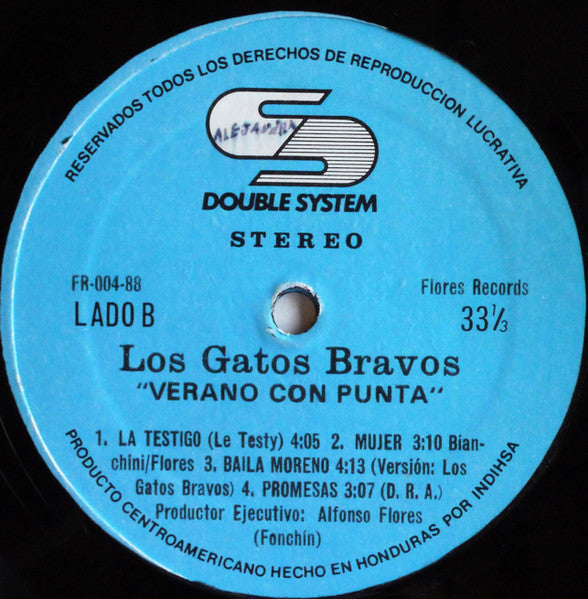 RESERVADOS TODOS LOS DERECHOS DE REPRODUCCION LUCRATIVA
ALEJANDRA
DOUBLE SYSTEM
STEREO
FR-004-88
Flores Records
LADO B
33 1/3
Los Gatos Bravos
"VERANO CON PUNTA"
1. LA TESTIGO (Le Testy) 4:05 2. MUJER 3:10 Bian-
chini/Flores 3. BAILA MORENO 4:13 (Versión: Los
Gatos Bravos) 4. PROMESAS 3:07 (D. R. A.)
Productor Ejecutivo: Alfonso Flores
(Fonchín)
PRODUCTO CENTROAMERICANO HECHO EN HONDURAS POR INDIHSA